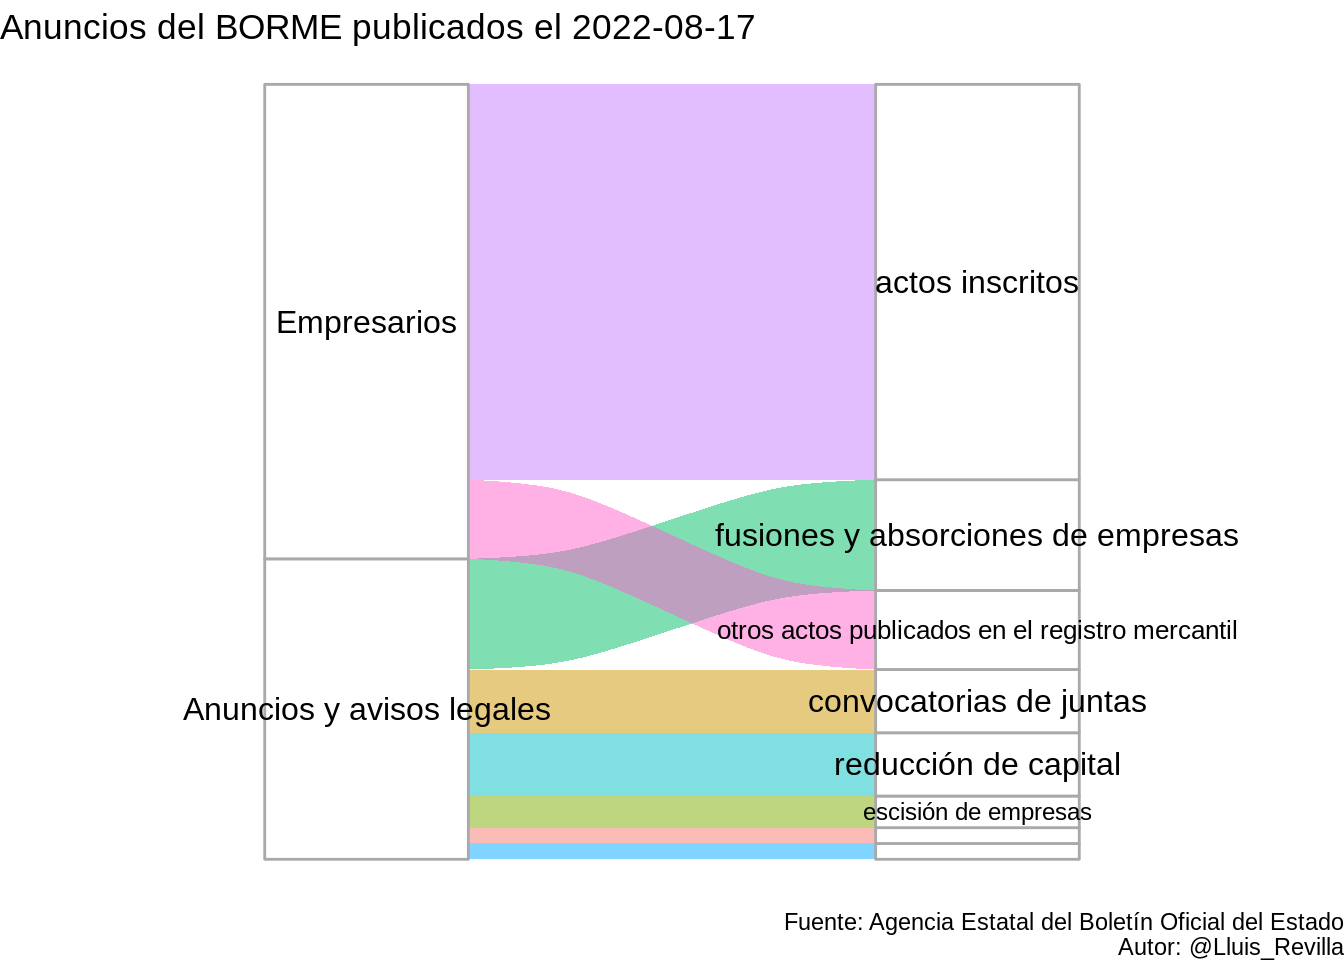 Anuncios del BORME publicados el 2022-08-17
Empresarios
actos inscritos
fusiones y absorciones de empresas
otros actos publicados en el registro mercantil
Anuncios y avisos legales
convocatorias de juntas
reducción de capital
escisión de empresas
Fuente: Agencia Estatal del Boletín Oficial del Estado
Autor: @Lluis_Revilla